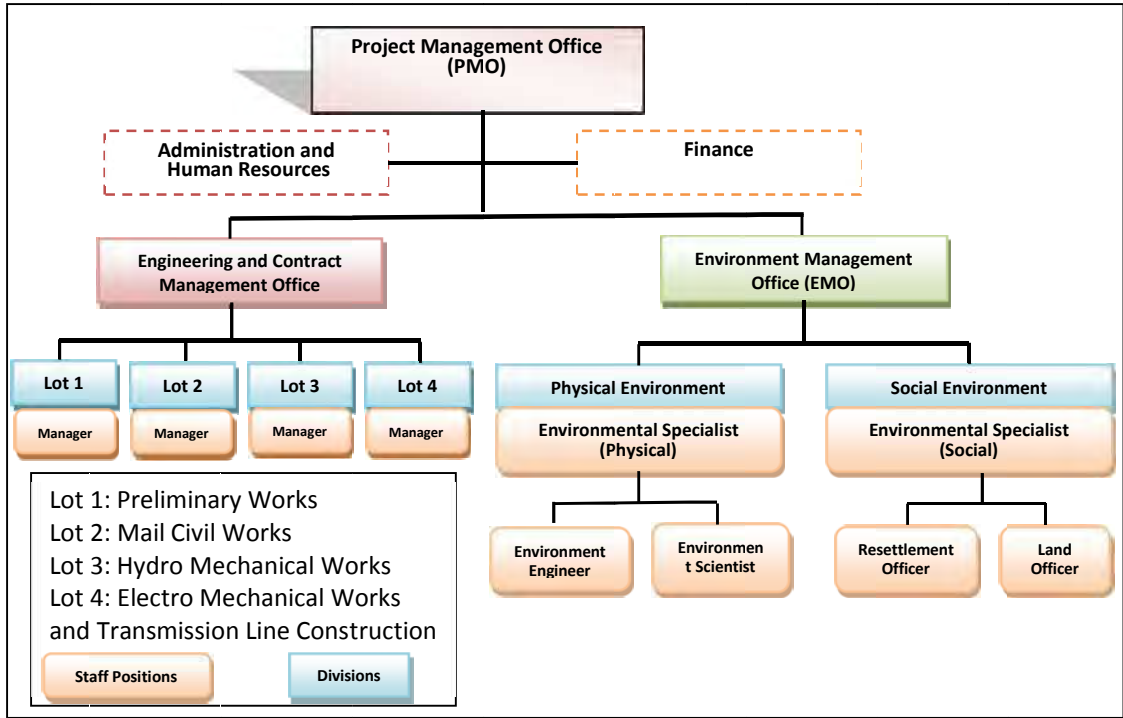 Project Management Office
(PMO)
Administration and
Human Resources
Finance
Engineering and Contract
Management Office
Environment Management
Office (EMO)
Lot 1
Lot 2
Lot 3
Lot 4
Manager
Manager
Manager
Manager
Physical Environment
Social Environment
Environmental Specialist
(Physical)
Environmental Specialist
(Social)
Environment
Engineer
Environmen
t Scientist
Resettlement
Officer
Land
Officer
Lot 1: Preliminary Works
Lot 2: Mail Civil Works
Lot 3: Hydro Mechanical Works
Lot 4: Electro Mechanical Works
and Transmission Line Construction
Staff Positions
Divisions